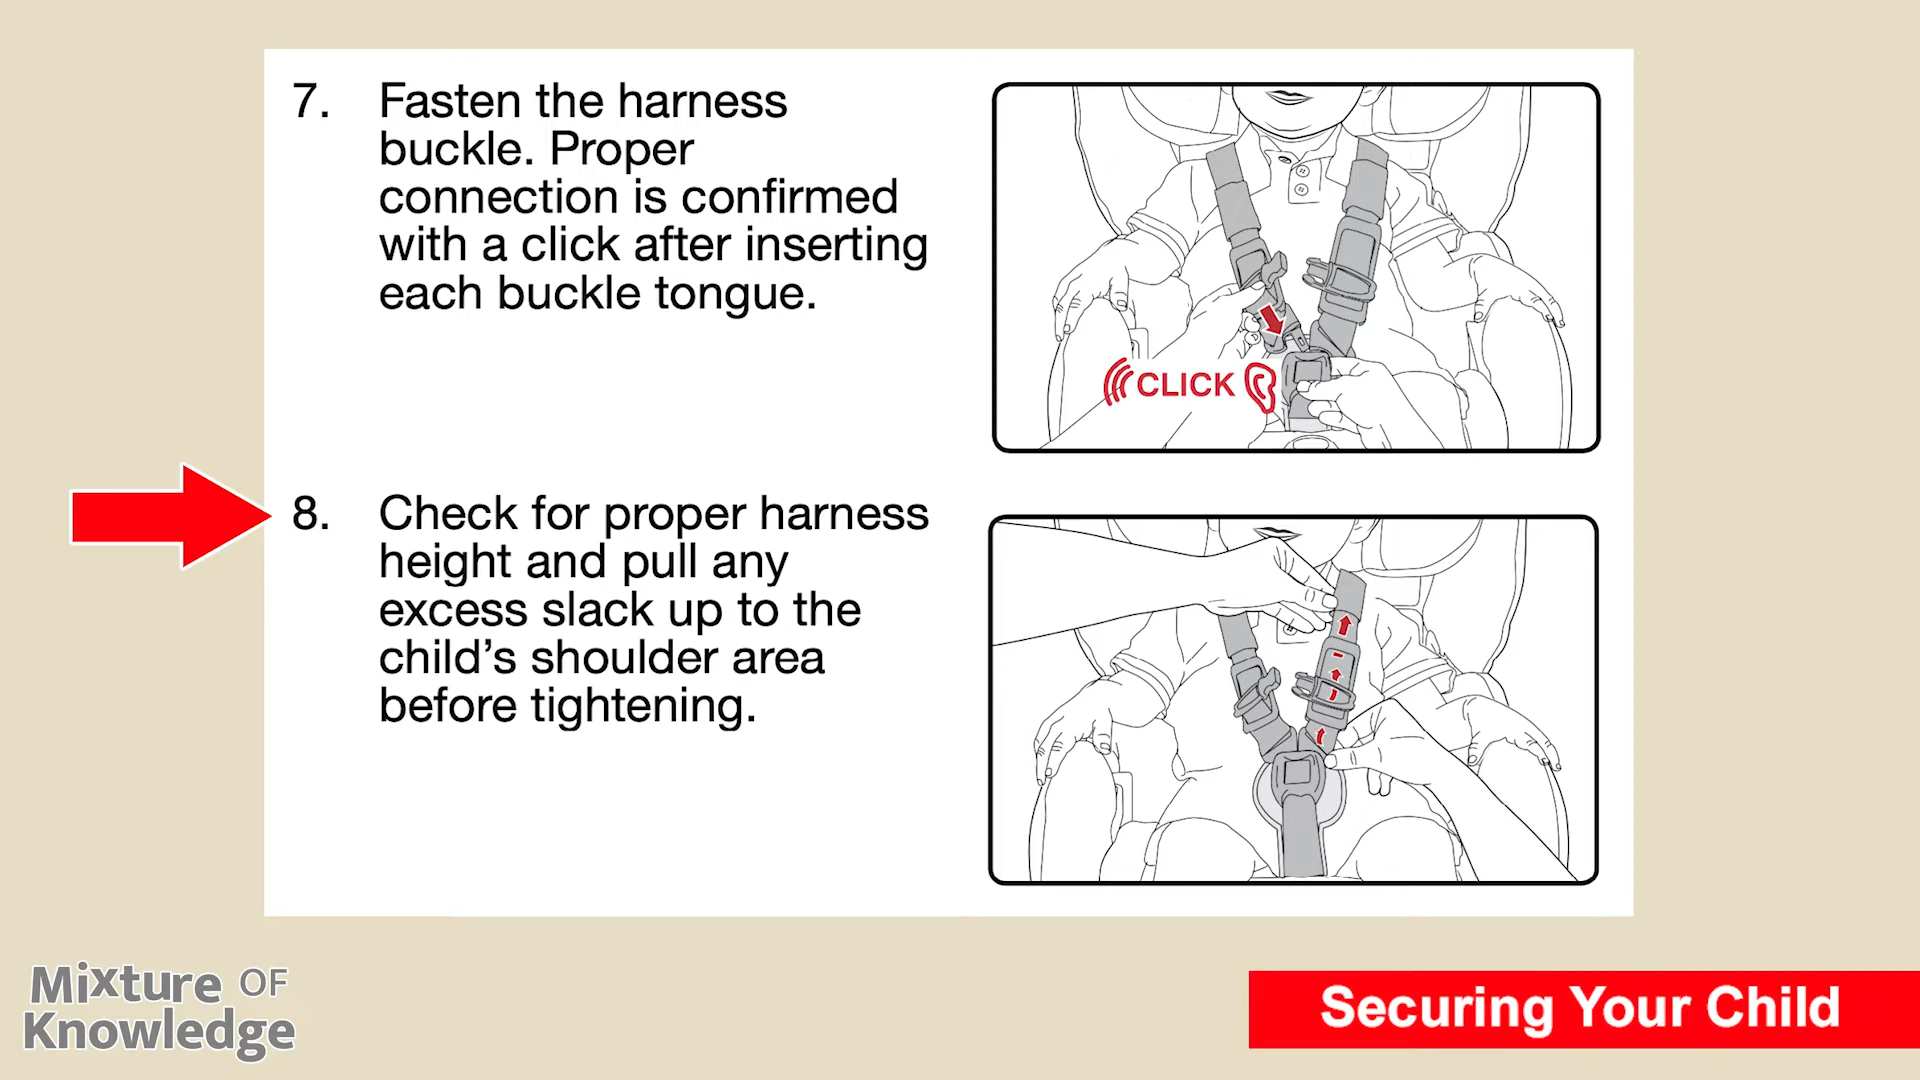 7. Fasten the harness
buckle. Proper
connection is confirmed
with a click after inserting
each buckle tongue.
CLICK
8. Check for proper harness
height and pull any
excess slack up to the
child’s shoulder area
before tightening.
Mixture OF
Knowledge
Securing Your Child